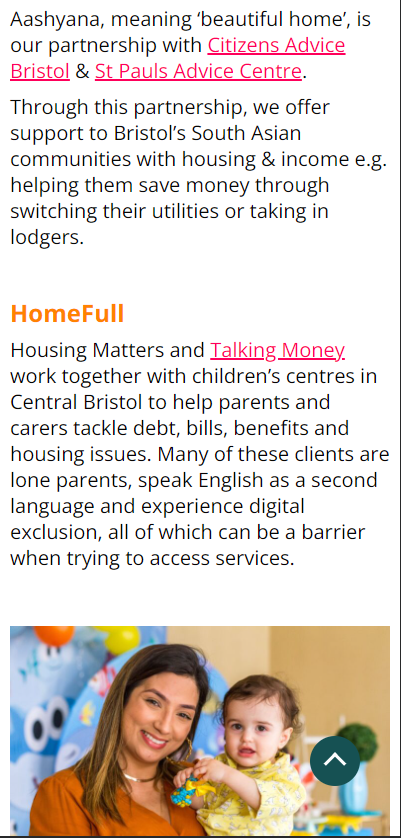 Aashyana, meaning ‘beautiful home’, is
our partnership with Citizens Advice
Bristol & St Pauls Advice Centre.
Through this partnership, we offer
support to Bristol’s South Asian
communities with housing & income e.g.
helping them save money through
switching their utilities or taking in
lodgers.
HomeFull
Housing Matters and Talking Money
work together with children’s centres in
Central Bristol to help parents and
carers tackle debt, bills, benefits and
housing issues. Many of these clients are
lone parents, speak English as a second
language and experience digital
exclusion, all of which can be a barrier
when trying to access services.